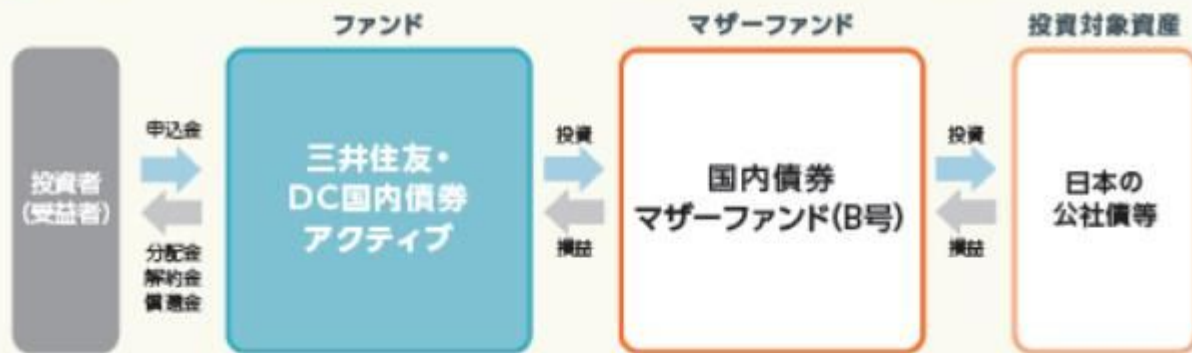 ファンド
マザーファンド
投資対象資産
投資者
(受益者)
申込金
分配金
解約金
償還金
三井住友・
DC国内債券
アクティブ
投資
損益
国内債券
マザーファンド(B号)
投資
損益
日本の
公社債等